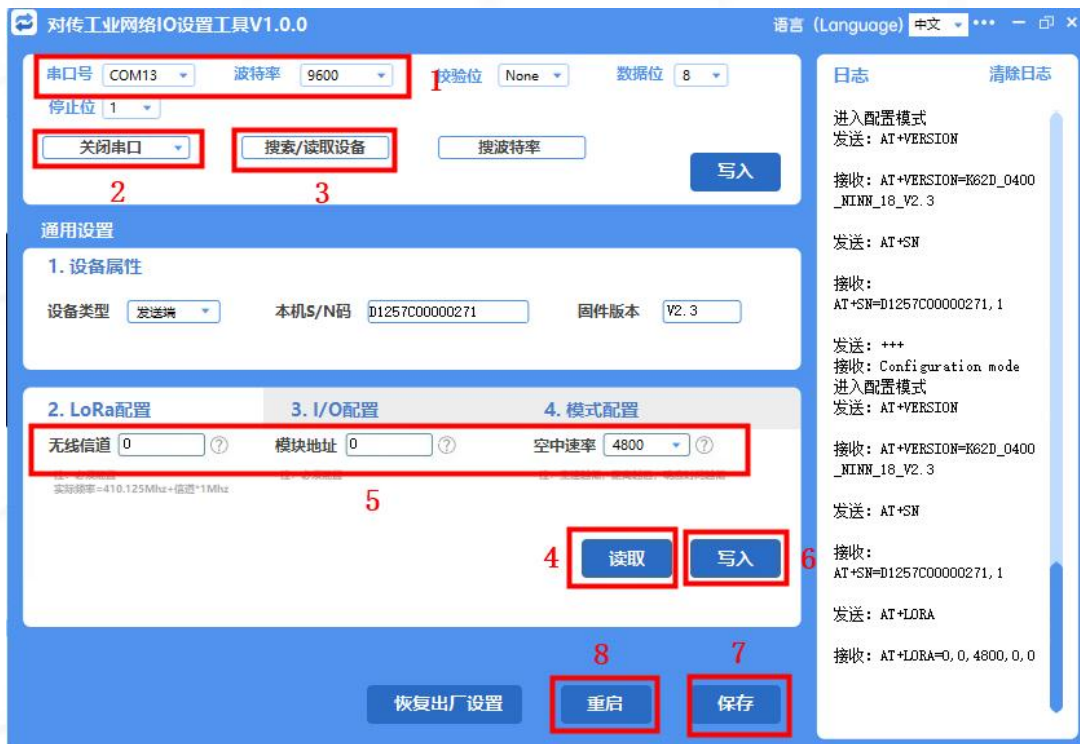 对传工业网络IO设置工具V1.0.0
语言 (Language) 中文
串口号 COM13 波特率 9600 1 校验位 None 数据位 8
停止位 1
关闭串口 搜索/读取设备 搜波特率
写入
2 3
通用设置
1. 设备属性
设备类型 发送端 本机S/N码 D1257C00000271 固件版本 V2.3
2. LoRa配置 3. I/O配置 4. 模式配置
无线信道 0 ? 模块地址 0 ? 空中速率 4800 ?
实际频率=410.125Mhz+信道*1Mhz
5
4 读取 写入 6
8 7
恢复出厂设置 重启 保存
日志 清除日志
进入配置模式
发送: AT+VERSION
接收: AT+VERSION=K62D_0400
_NINN_18_V2.3
发送: AT+SN
接收:
AT+SN=D1257C00000271,1
发送: +++
接收: Configuration mode
进入配置模式
发送: AT+VERSION
接收: AT+VERSION=K62D_0400
_NINN_18_V2.3
发送: AT+SN
接收:
AT+SN=D1257C00000271,1
发送: AT+LORA
接收: AT+LORA=0,0,4800,0,0